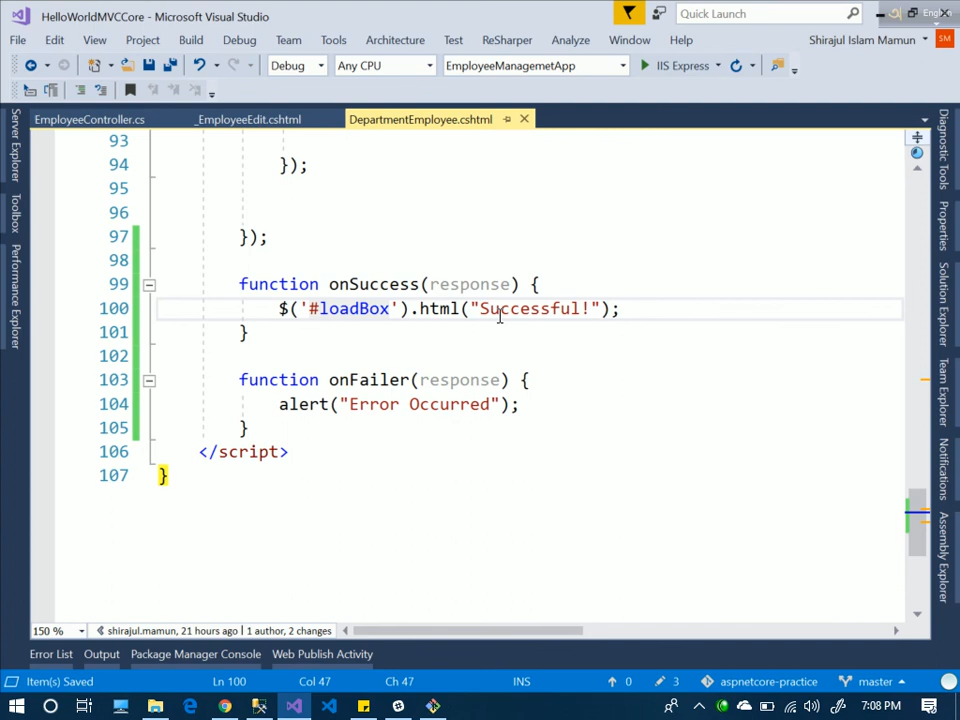 HelloWorldMVCCore - Microsoft Visual Studio
Quick Launch
File Edit View Project Build Debug Team Tools Architecture Test ReSharper Analyze Window Help
Shirajul Islam Mamun SM
Debug Any CPU EmployeeManagemetApp IIS Express
EmployeeController.cs _EmployeeEdit.cshtml DepartmentEmployee.cshtml
Server Explorer
Toolbox
Performance Explorer
93
94 });
95
96
97 });
98
99 function onSuccess(response) {
100 $('#loadBox').html("Successful!");
101 }
102
103 function onFailer(response) {
104 alert("Error Occurred");
105 }
106 </script>
107 }
Diagnostic Tools
Properties
Solution Explorer
Team Explorer
Notifications
Assembly Explorer
150 % shirajul.mamun, 21 hours ago | 1 author, 2 changes
Error List Output Package Manager Console Web Publish Activity
Item(s) Saved Ln 100 Col 47 Ch 47 INS 0 3 aspnetcore-practice master
7:08 PM